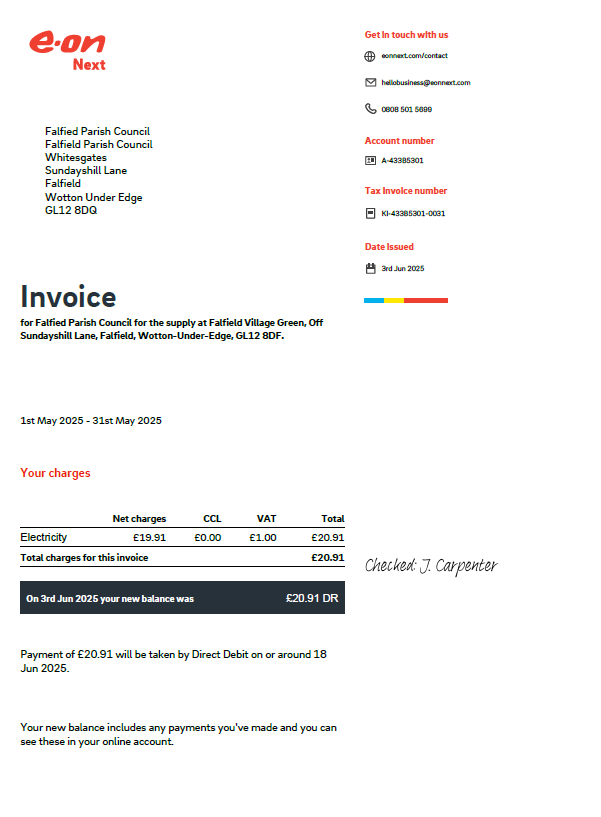 e·on
Next
Falfied Parish Council
Falfield Parish Council
Whitesgates
Sundayshill Lane
Falfield
Wotton Under Edge
GL12 8DQ
Get in touch with us
eonnext.com/contact
hellobusiness@eonnext.com
0808 501 5699
Account number
A-433B5301
Tax Invoice number
KI-433B5301-0031
Date Issued
3rd Jun 2025
Invoice
for Falfied Parish Council for the supply at Falfield Village Green, Off
Sundayshill Lane, Falfield, Wotton-Under-Edge, GL12 8DF.
1st May 2025 - 31st May 2025
Your charges
Net charges CCL VAT Total
Electricity £19.91 £0.00 £1.00 £20.91
Total charges for this invoice £20.91
Checked: J. Carpenter
On 3rd Jun 2025 your new balance was £20.91 DR
Payment of £20.91 will be taken by Direct Debit on or around 18
Jun 2025.
Your new balance includes any payments you've made and you can
see these in your online account.